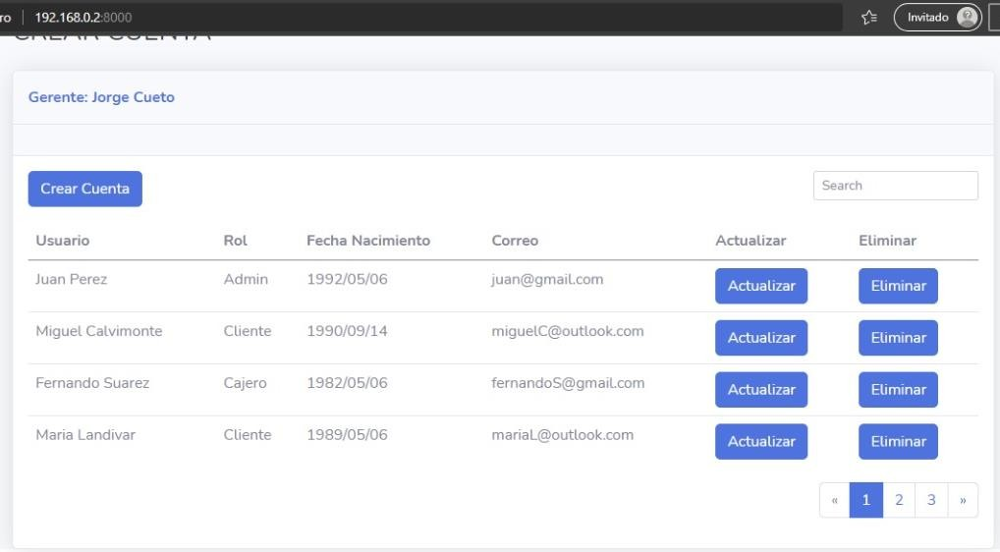 ro 192.168.0.2:8000 Invitado
CREAR CUENTA
Gerente: Jorge Cueto
Crear Cuenta Search
Usuario Rol Fecha Nacimiento Correo Actualizar Eliminar
Juan Perez Admin 1992/05/06 juan@gmail.com Actualizar Eliminar
Miguel Calvimonte Cliente 1990/09/14 miguelC@outlook.com Actualizar Eliminar
Fernando Suarez Cajero 1982/05/06 fernandoS@gmail.com Actualizar Eliminar
Maria Landivar Cliente 1989/05/06 mariaL@outlook.com Actualizar Eliminar
« 1 2 3 »